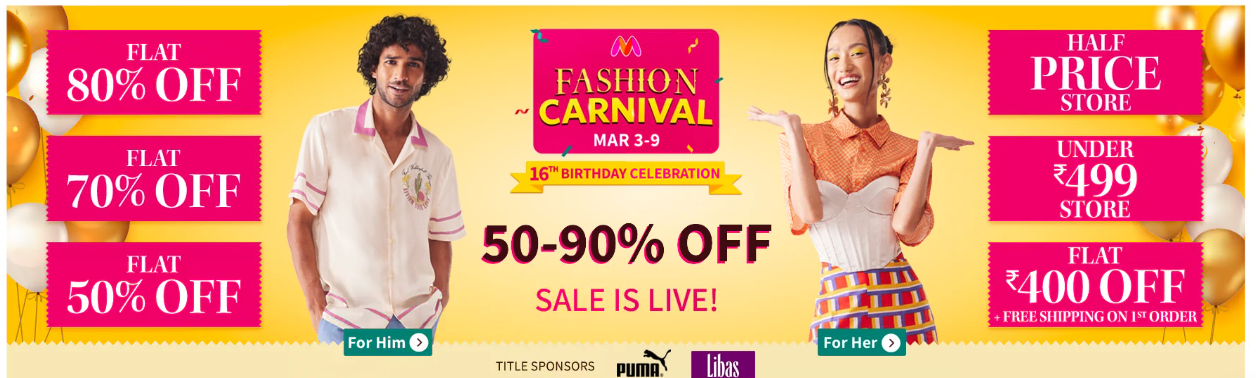 FLAT
80% OFF
FLAT
70% OFF
FLAT
50% OFF
FASHION
CARNIVAL
MAR 3-9
16TH BIRTHDAY CELEBRATION
50-90% OFF
SALE IS LIVE!
For Him
For Her
HALF
PRICE
STORE
UNDER
₹499
STORE
FLAT
₹400 OFF
+ FREE SHIPPING ON 1ST ORDER
TITLE SPONSORS
PUMA
Libas